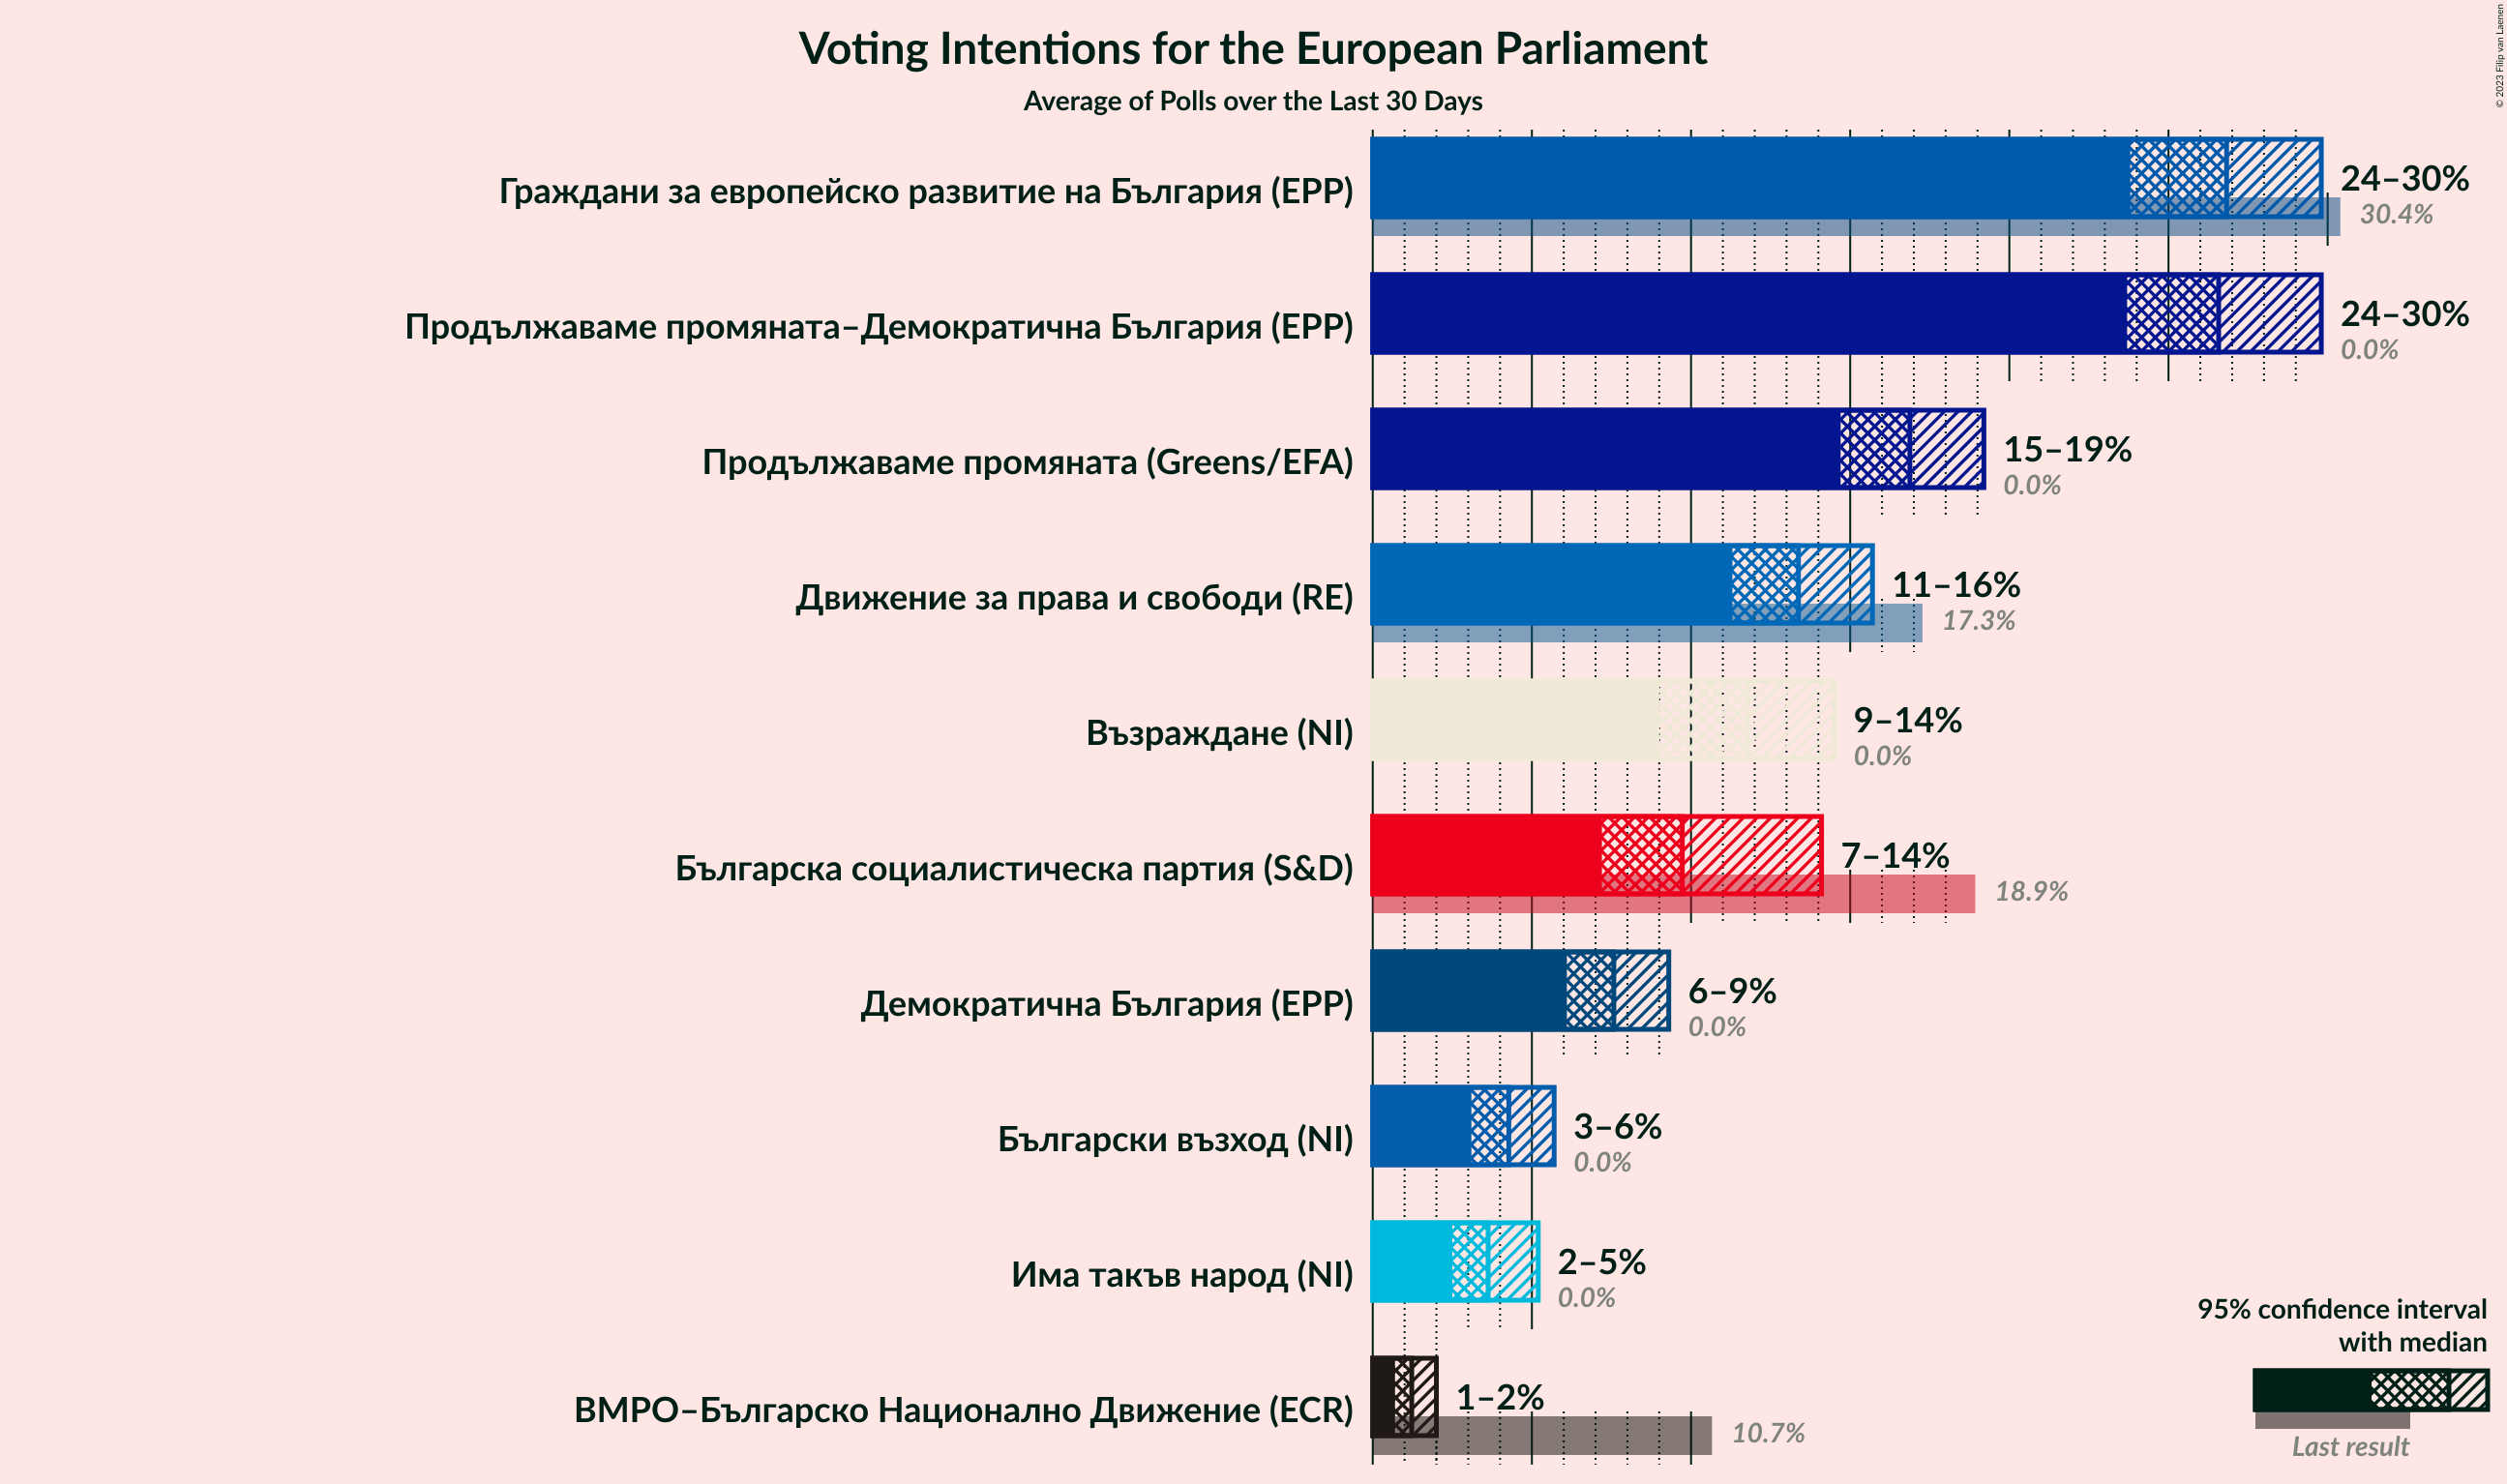 © 2023 Filip van Laenen
Voting Intentions for the European Parliament
Average of Polls over the Last 30 Days
Граждани за европейско развитие на България (EPP)
24–30%
30.4%
Продължаваме промяната–Демократична България (EPP)
24–30%
0.0%
Продължаваме промяната (Greens/EFA)
15–19%
0.0%
Движение за права и свободи (RE)
11–16%
17.3%
Възраждане (NI)
9–14%
0.0%
Българска социалистическа партия (S&D)
7–14%
18.9%
Демократична България (EPP)
6–9%
0.0%
Български възход (NI)
3–6%
0.0%
Има такъв народ (NI)
2–5%
0.0%
ВМРО–Българско Национално Движение (ECR)
1–2%
10.7%
95% confidence interval
with median
Last result